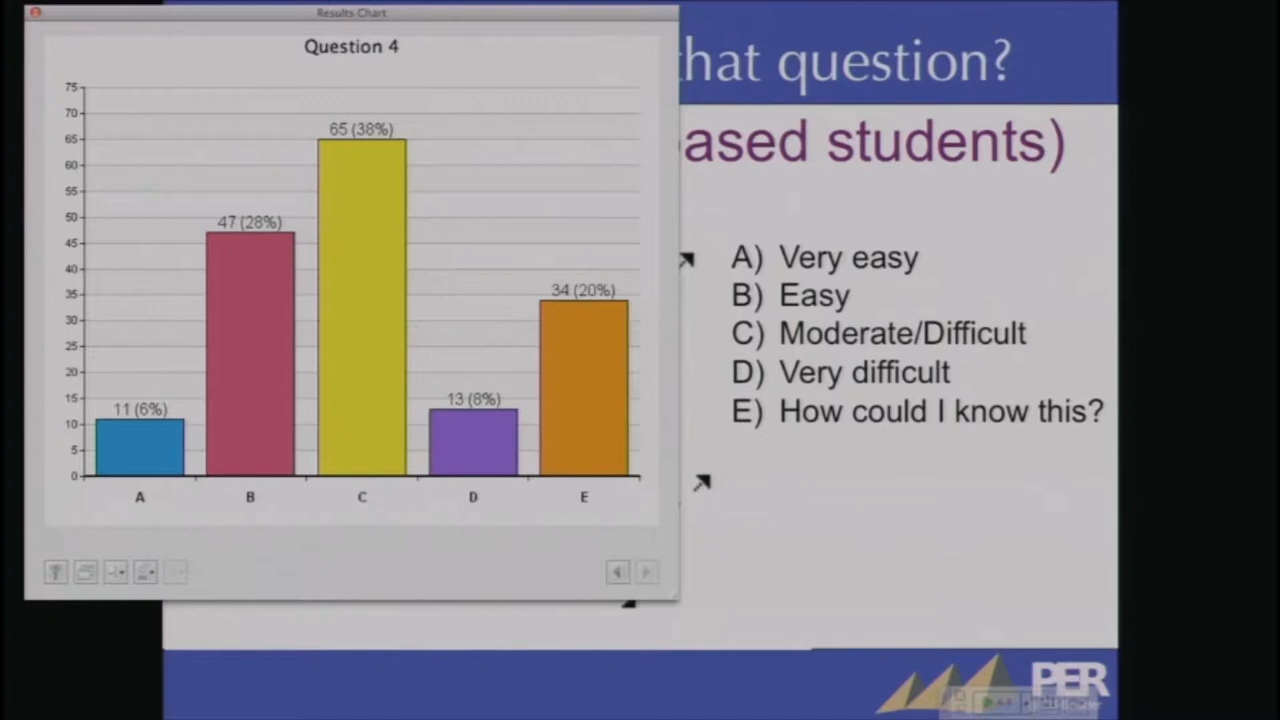 Results Chart
Question 4
75
70
65
60
55
50
45
40
35
30
25
20
15
10
5
0
11 (6%)
47 (28%)
65 (38%)
13 (8%)
34 (20%)
A
B
C
D
E
that question?
ased students)
A) Very easy
B) Easy
C) Moderate/Difficult
D) Very difficult
E) How could I know this?
PER